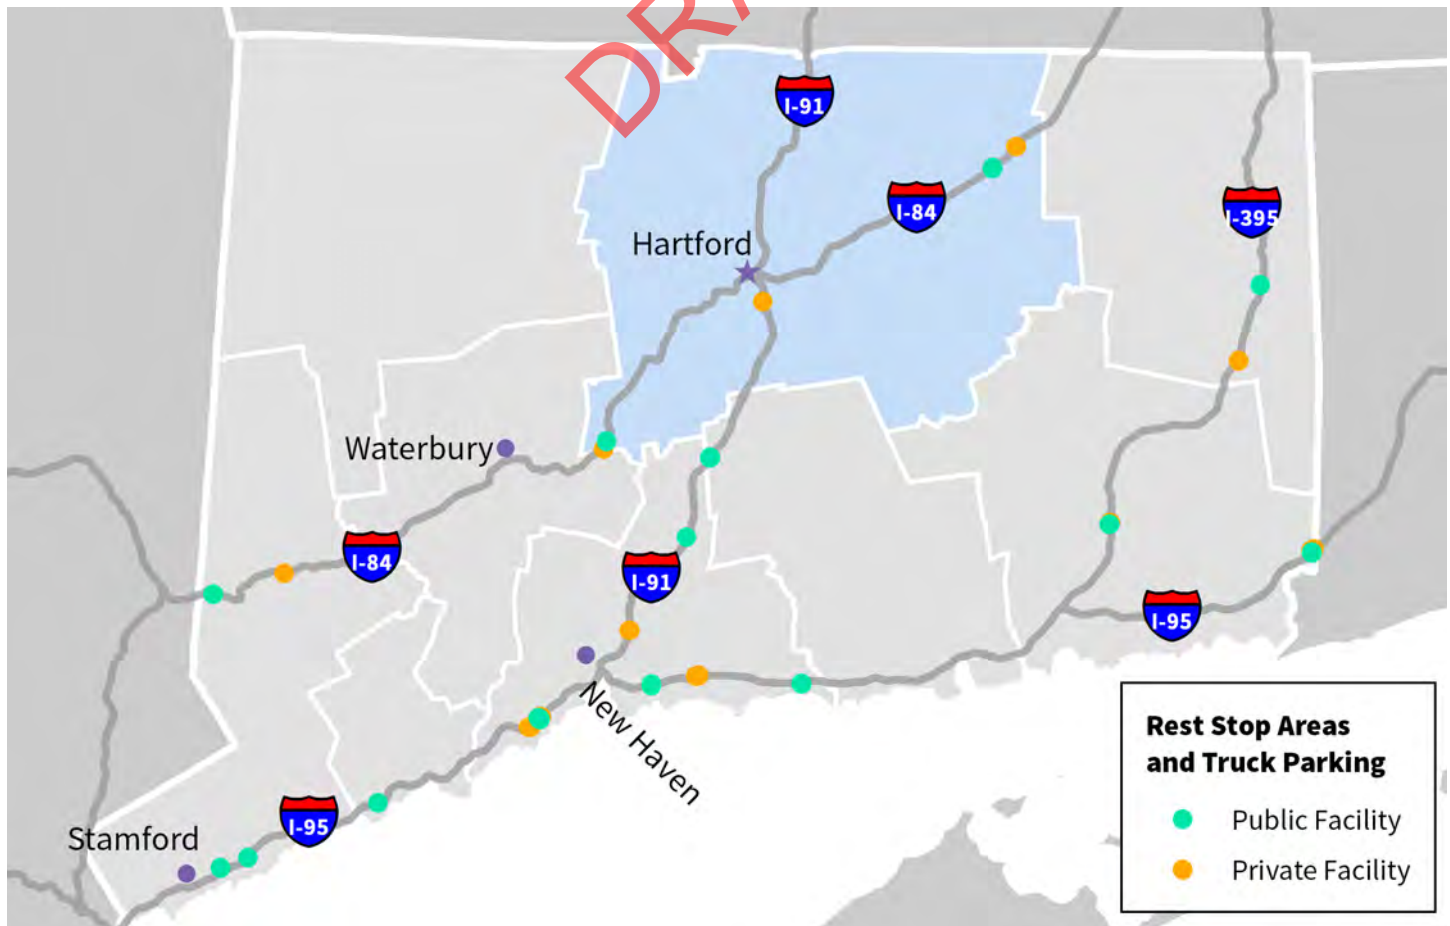 DRA
I-91
I-84
I-395
Hartford
Waterbury
I-84
I-91
I-95
New Haven
I-95
Stamford
Rest Stop Areas
and Truck Parking
Public Facility
Private Facility